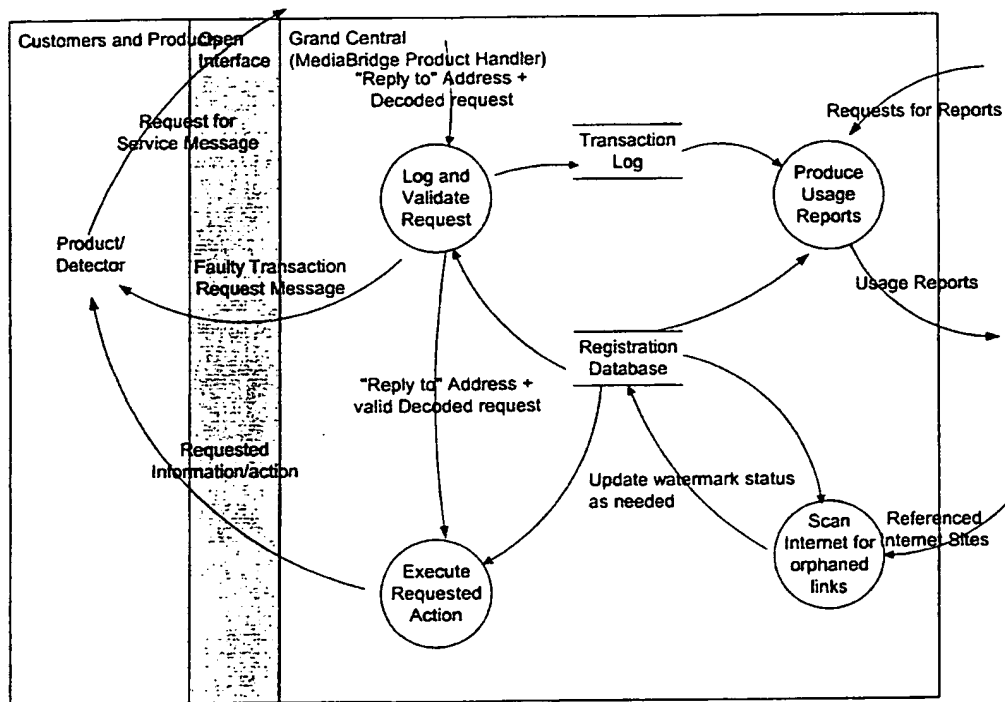 Customers and Products
Open
Interface
Grand Central
(MediaBridge Product Handler)
"Reply to" Address +
Decoded request
Request for
Service Message
Transaction
Log
Requests for Reports
Log and
Validate
Request
Produce
Usage
Reports
Product/
Detector
Faulty Transaction
Request Message
Usage Reports
Registration
Database
"Reply to" Address +
valid Decoded request
Requested
Information/action
Update watermark status
as needed
Scan
Internet for
orphaned
links
Referenced
Internet Sites
Execute
Requested
Action